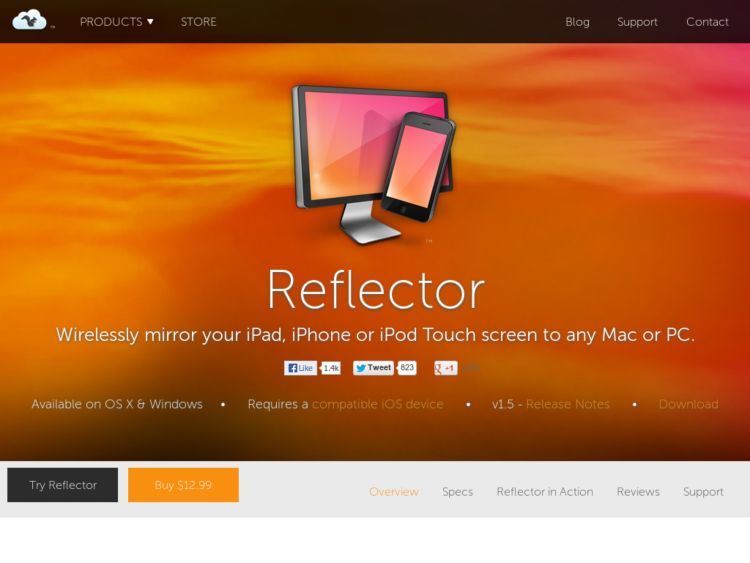 PRODUCTS ▼ STORE Blog Support Contact
™
™
Reflector
Wirelessly mirror your iPad, iPhone or iPod Touch screen to any Mac or PC.
Like 1.4k Tweet 823 +1
Available on OS X & Windows • Requires a compatible iOS device • v1.5 - Release Notes • Download
Try Reflector Buy $12.99 Overview Specs Reflector in Action Reviews Support